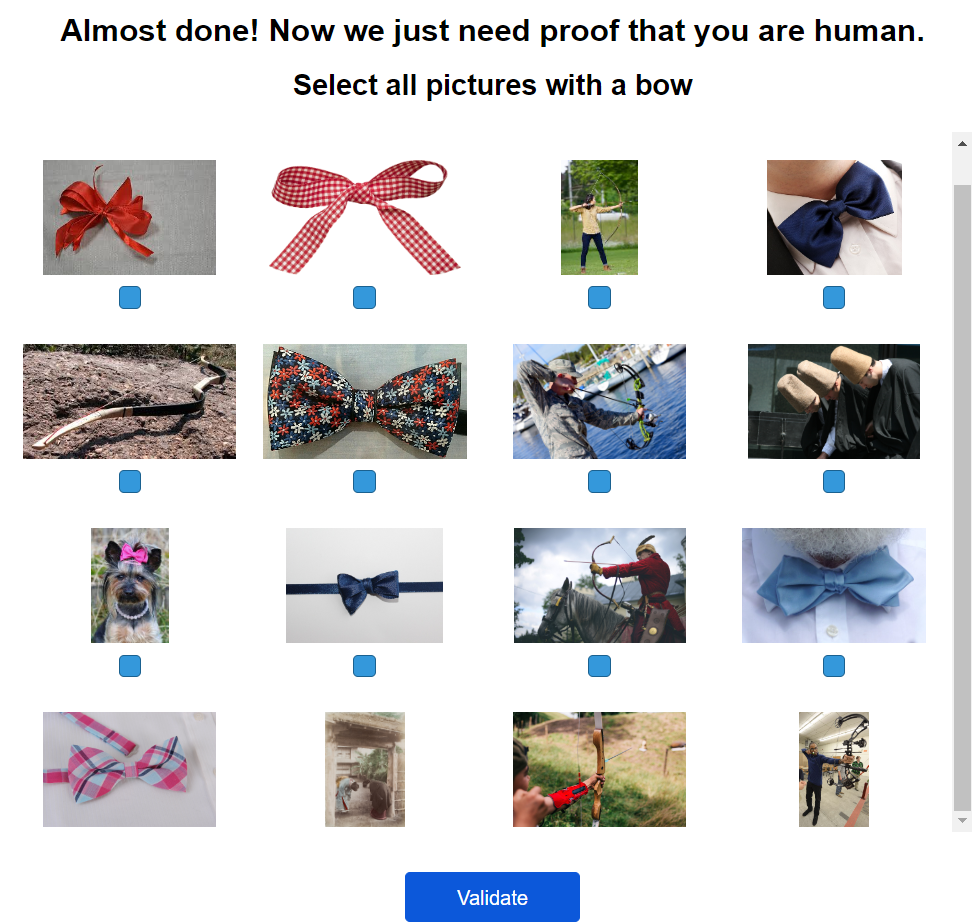 Almost done! Now we just need proof that you are human.
Select all pictures with a bow
Validate